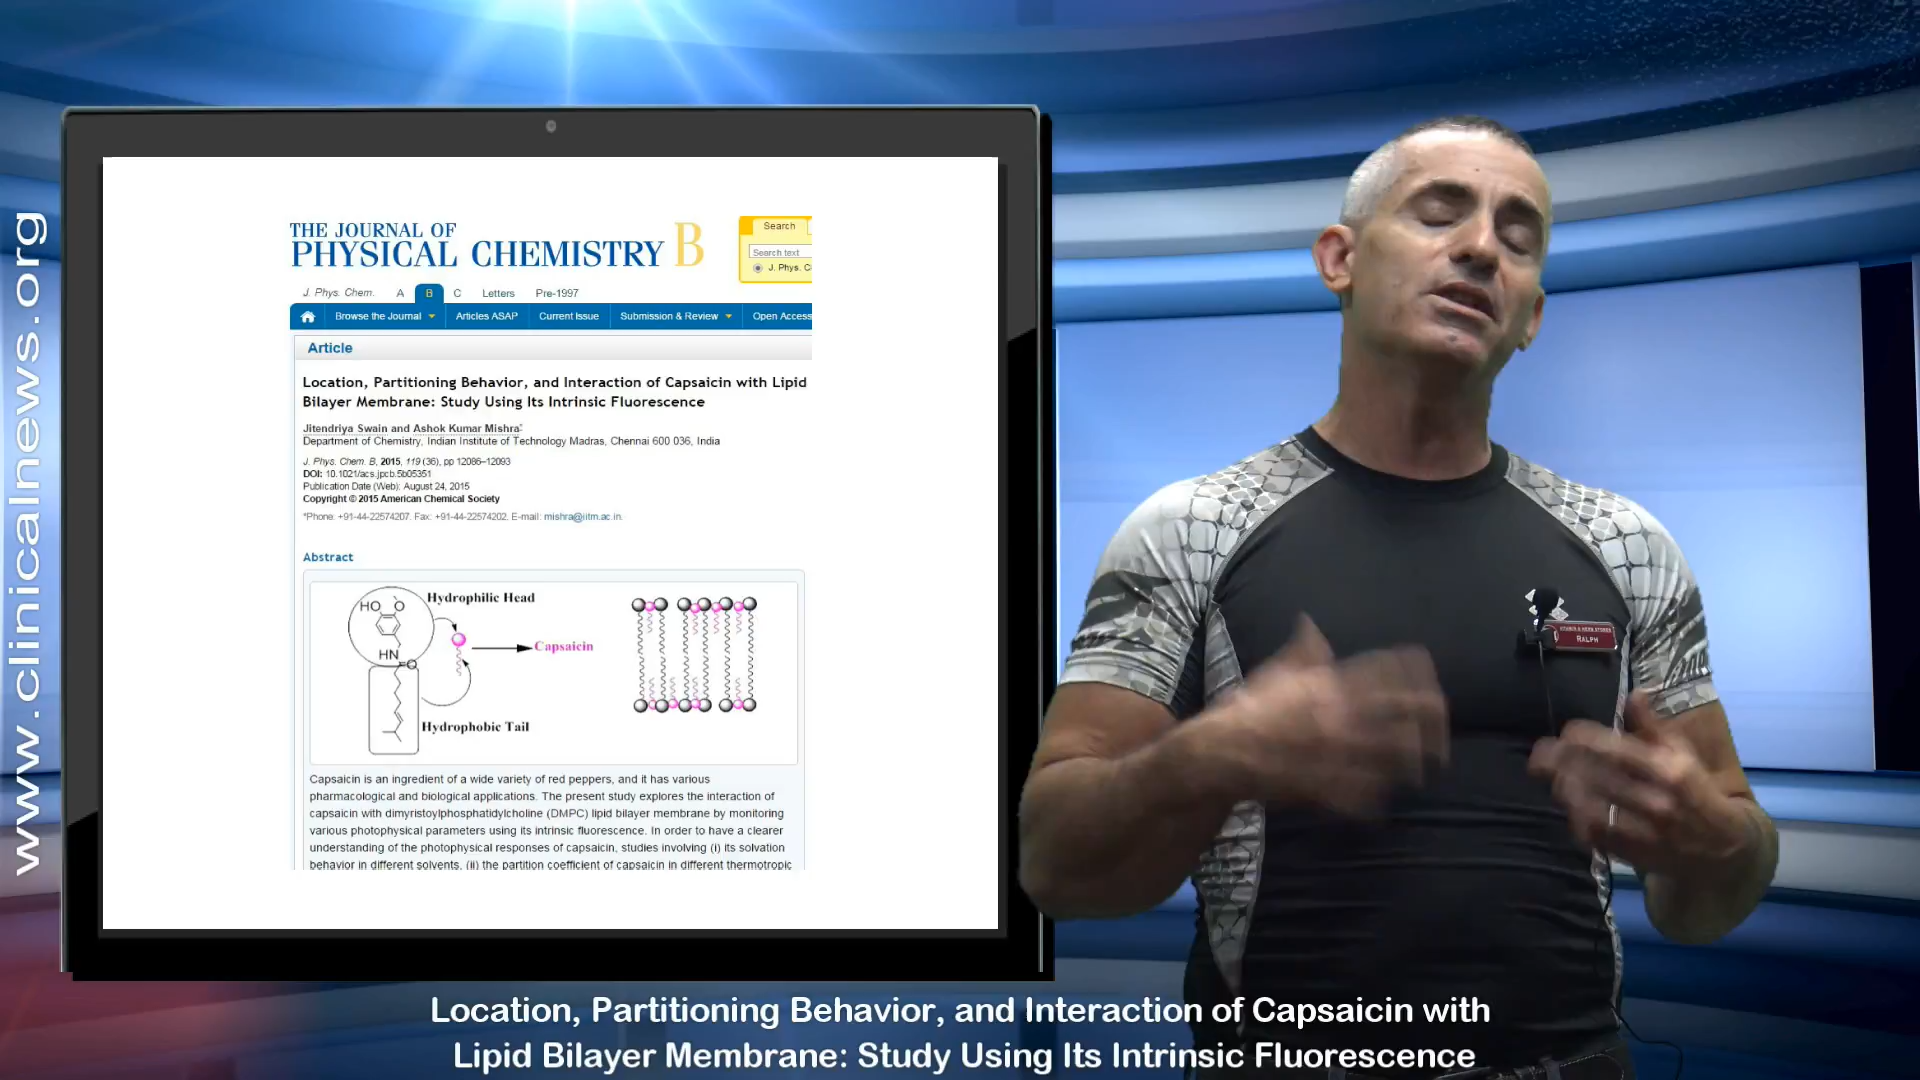 www.clinicalnews.org
THE JOURNAL OF
PHYSICAL CHEMISTRY B
Search
Search text
J. Phys. C
J. Phys. Chem. A B C Letters Pre-1997
Browse the Journal Articles ASAP Current Issue Submission & Review Open Access
Article
Location, Partitioning Behavior, and Interaction of Capsaicin with Lipid
Bilayer Membrane: Study Using Its Intrinsic Fluorescence
Jitendriya Swain and Ashok Kumar Mishra*
Department of Chemistry, Indian Institute of Technology Madras, Chennai 600 036, India
J. Phys. Chem. B, 2015, 119 (36), pp 12086–12093
DOI: 10.1021/acs.jpcb.5b05351
Publication Date (Web): August 24, 2015
Copyright © 2015 American Chemical Society
*Phone: +91-44-22574207. Fax: +91-44-22574202. E-mail: mishra@iitm.ac.in.
Abstract
Hydrophilic Head
HO O
HN
O
Capsaicin
Hydrophobic Tail
Capsaicin is an ingredient of a wide variety of red peppers, and it has various
pharmacological and biological applications. The present study explores the interaction of
capsaicin with dimyristoylphosphatidylcholine (DMPC) lipid bilayer membrane by monitoring
various photophysical parameters using its intrinsic fluorescence. In order to have a clearer
understanding of the photophysical responses of capsaicin, studies involving (i) its solvation
behavior in different solvents, (ii) the partition coefficient of capsaicin in different thermotropic
VITAMIN & HERB STORES
RALPH
Location, Partitioning Behavior, and Interaction of Capsaicin with
Lipid Bilayer Membrane: Study Using Its Intrinsic Fluorescence